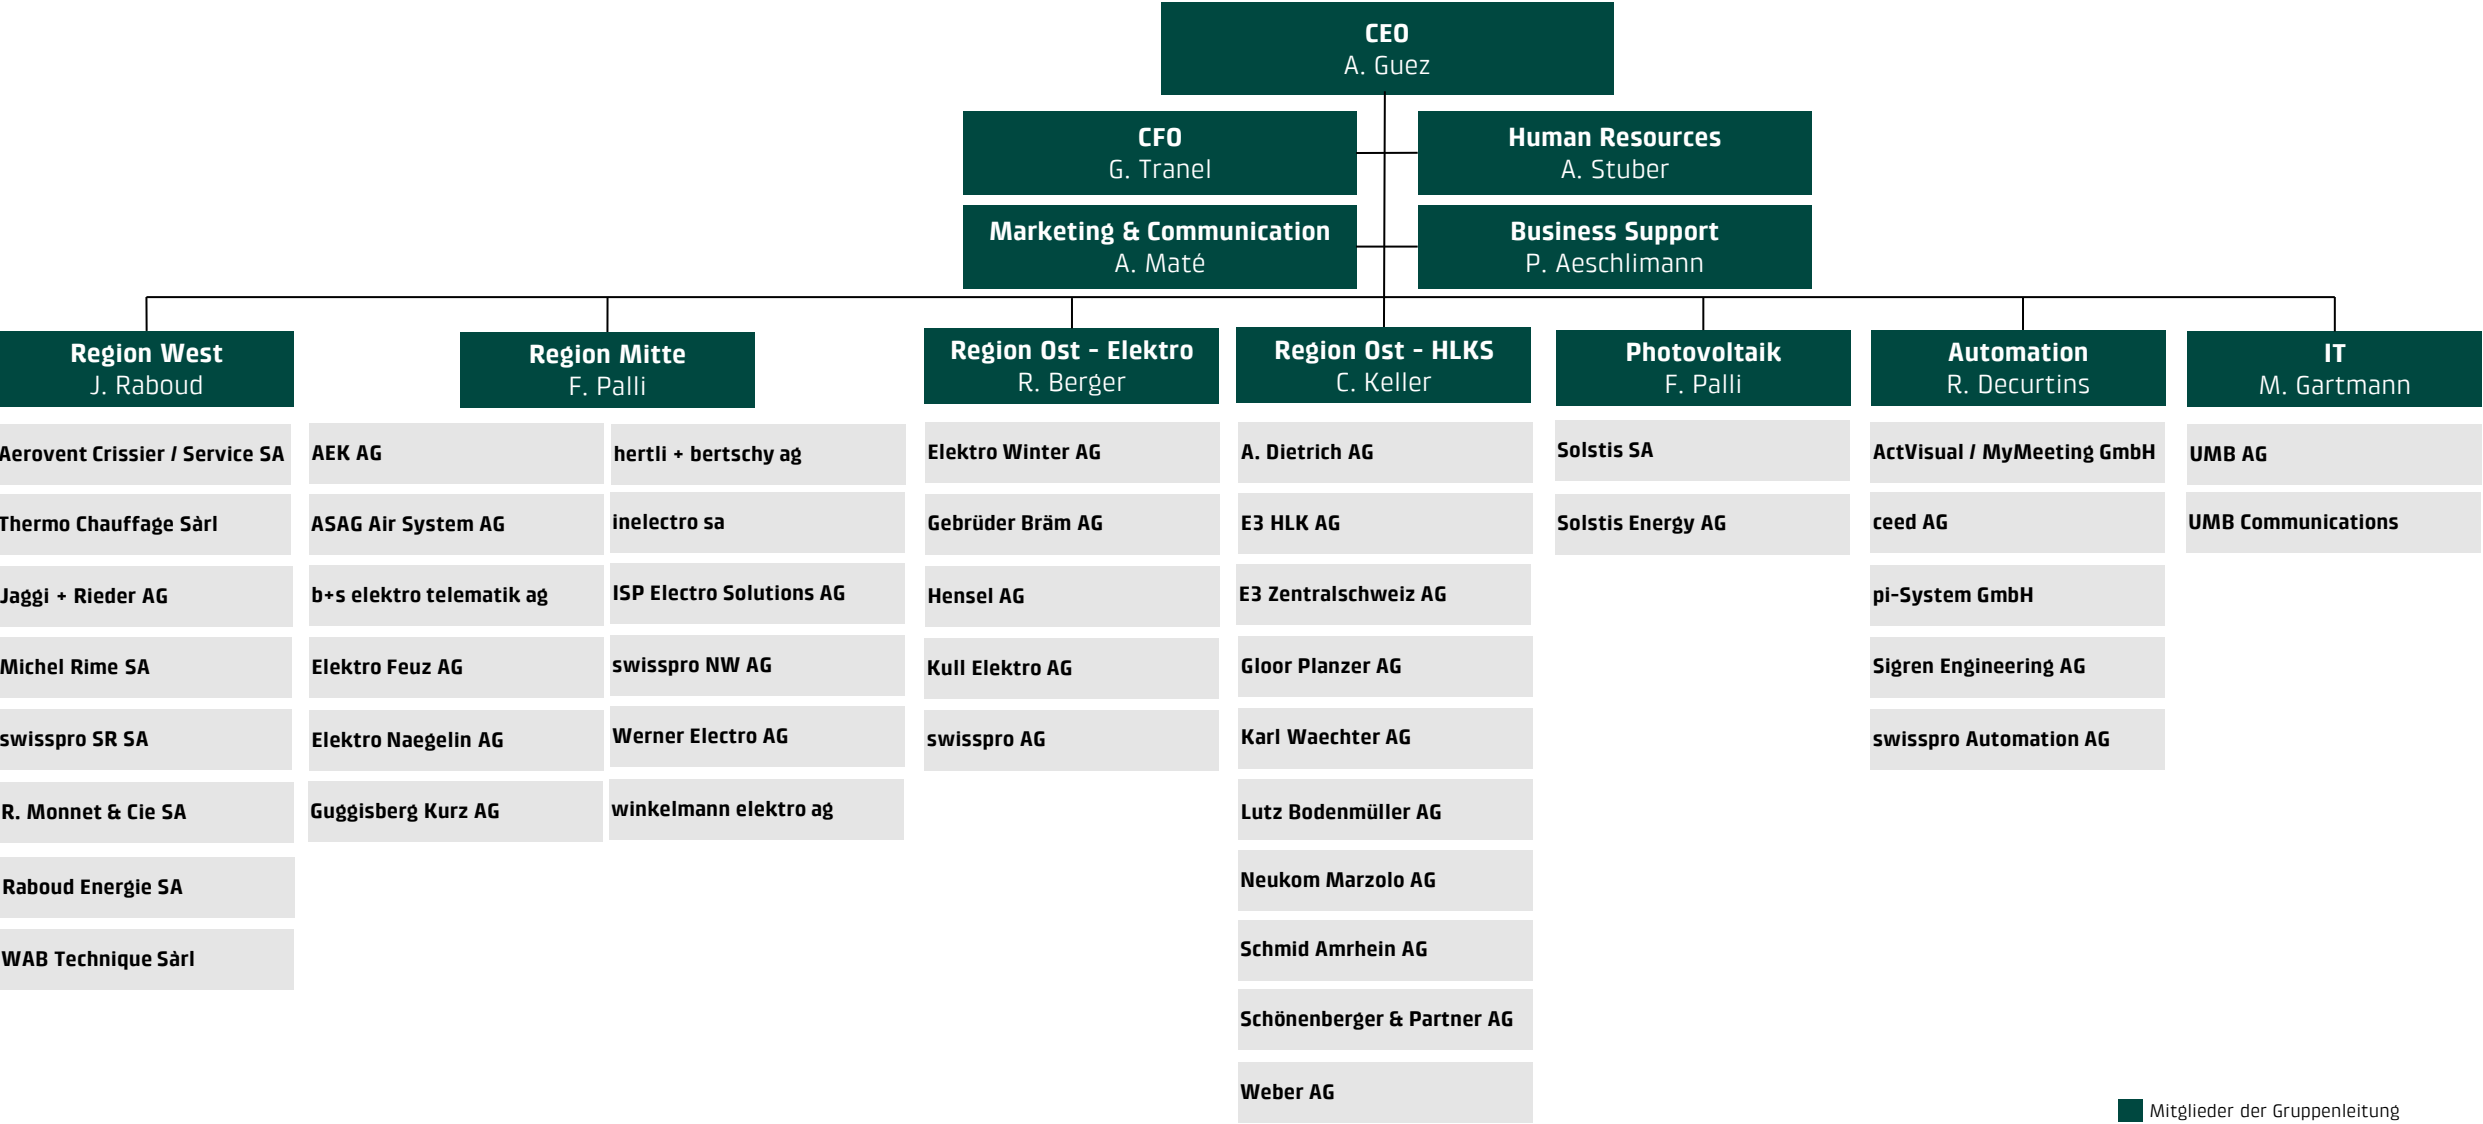 CEO
A. Guez
CFO
G. Tranel
Human Resources
A. Stuber
Marketing & Communication
A. Maté
Business Support
P. Aeschlimann
Region West
J. Raboud
Aerovent Crissier / Service SA
Thermo Chauffage Sàrl
Jaggi + Rieder AG
Michel Rime SA
swisspro SR SA
R. Monnet & Cie SA
Raboud Energie SA
WAB Technique Sàrl
Region Mitte
F. Palli
AEK AG
ASAG Air System AG
b+s elektro telematik ag
Elektro Feuz AG
Elektro Naegelin AG
Guggisberg Kurz AG
hertli + bertschy ag
inelectro sa
ISP Electro Solutions AG
swisspro NW AG
Werner Electro AG
winkelmann elektro ag
Region Ost - Elektro
R. Berger
Elektro Winter AG
Gebrüder Bräm AG
Hensel AG
Kull Elektro AG
swisspro AG
Region Ost - HLKS
C. Keller
A. Dietrich AG
E3 HLK AG
E3 Zentralschweiz AG
Gloor Planzer AG
Karl Waechter AG
Lutz Bodenmüller AG
Neukom Marzolo AG
Schmid Amrhein AG
Schönenberger & Partner AG
Weber AG
Photovoltaik
F. Palli
Solstis SA
Solstis Energy AG
Automation
R. Decurtins
ActVisual / MyMeeting GmbH
ceed AG
pi-System GmbH
Sigren Engineering AG
swisspro Automation AG
IT
M. Gartmann
UMB AG
UMB Communications
Mitglieder der Gruppenleitung